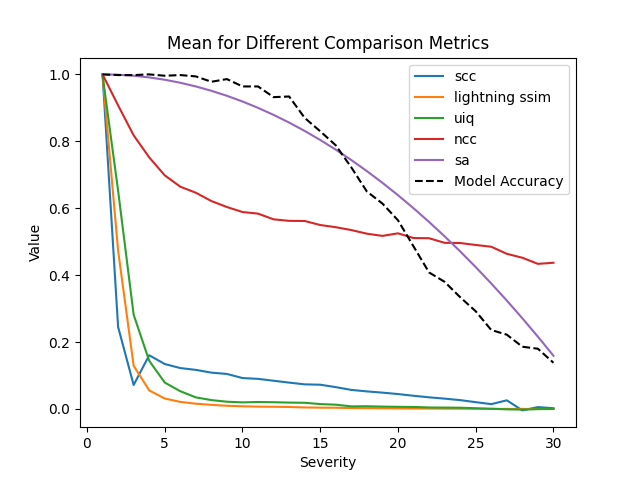 Mean for Different Comparison Metrics
1.0
0.8
0.6
0.4
0.2
0.0
Value
scc
lightning ssim
uiq
ncc
sa
Model Accuracy
0
5
10
15
20
25
30
Severity